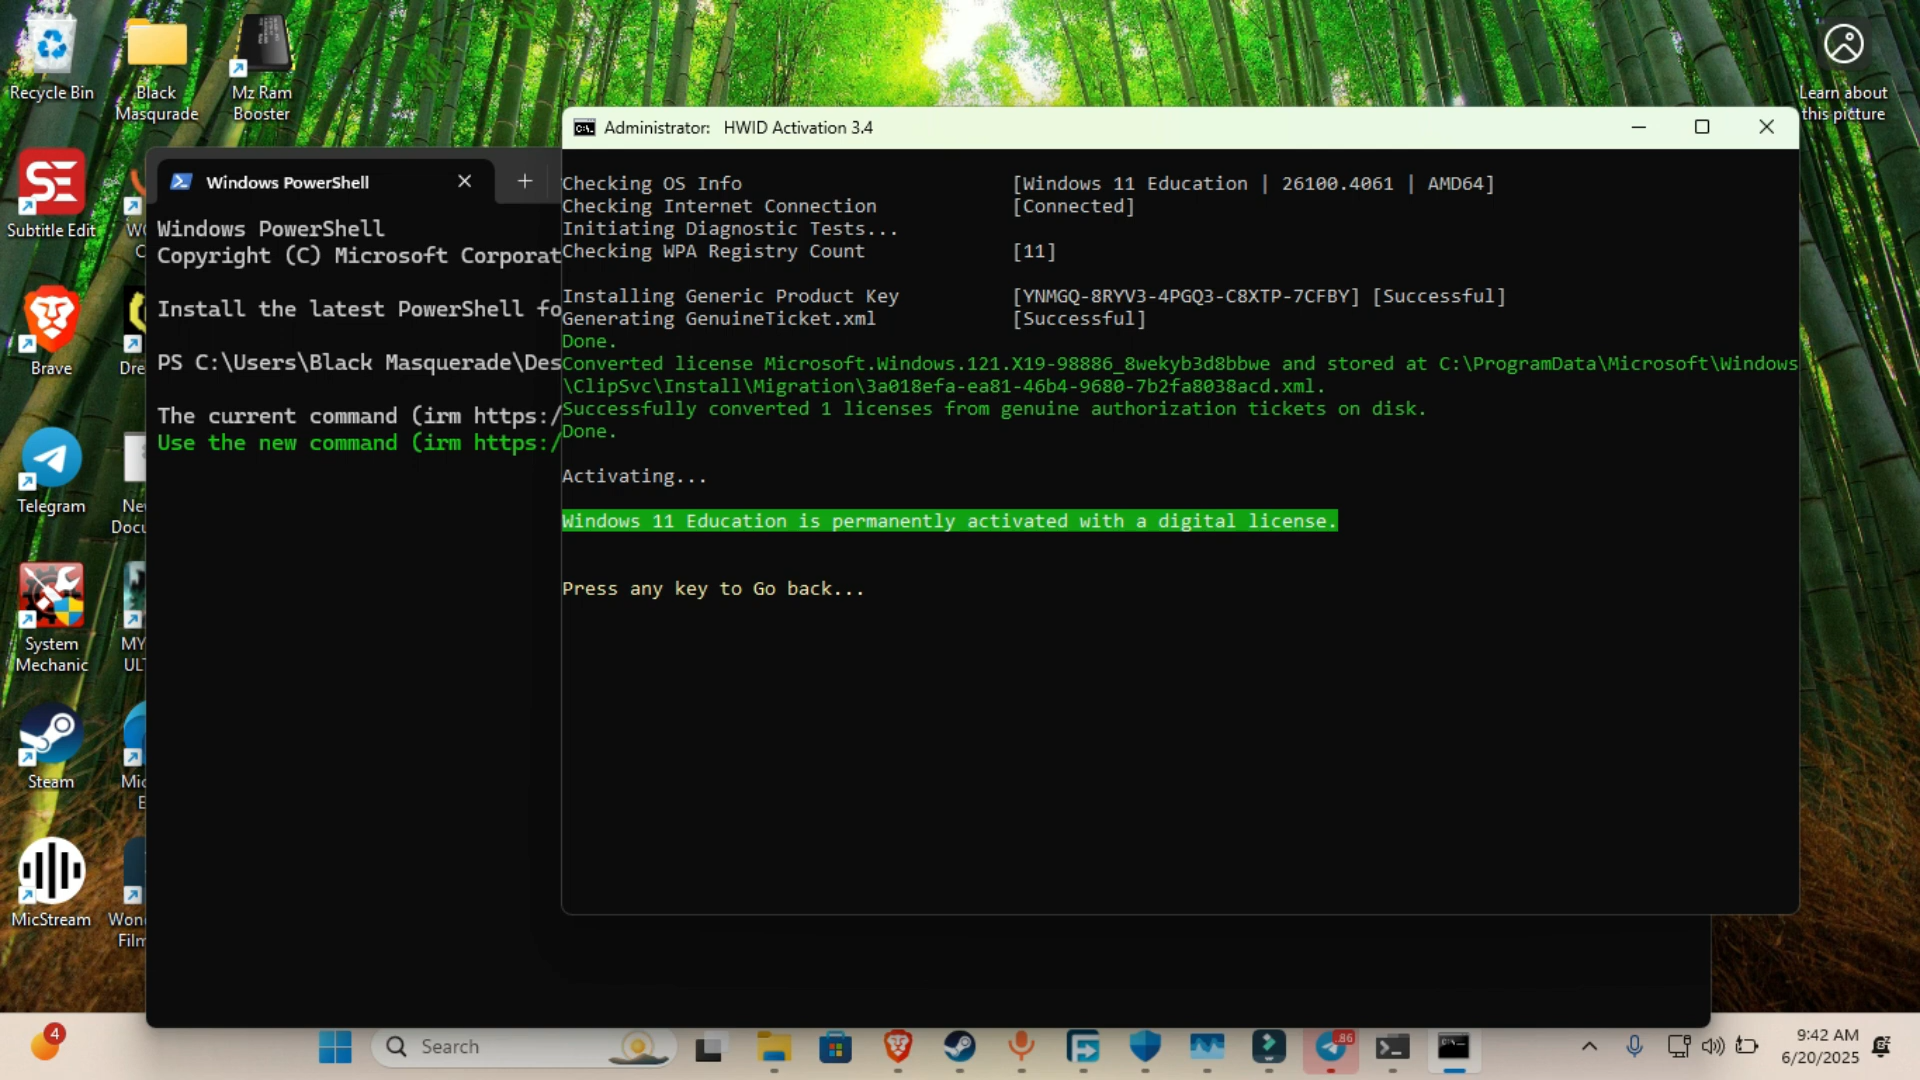 Recycle Bin
Black
Masqurade
Mz Ram
Booster
Learn about
this picture
Subtitle Edit
Brave
Telegram
System
Mechanic
Steam
MicStream
Windows PowerShell
Windows PowerShell
Copyright (C) Microsoft Corporat
Install the latest PowerShell fo
PS C:\Users\Black Masquerade\Des
The current command (irm https:/
Use the new command (irm https:/
Administrator: HWID Activation 3.4
Checking OS Info [Windows 11 Education | 26100.4061 | AMD64]
Checking Internet Connection [Connected]
Initiating Diagnostic Tests...
Checking WPA Registry Count [11]
Installing Generic Product Key [YNMGQ-8RYV3-4PGQ3-C8XTP-7CFBY] [Successful]
Generating GenuineTicket.xml [Successful]
Done.
Converted license Microsoft.Windows.121.X19-98886_8wekyb3d8bbwe and stored at C:\ProgramData\Microsoft\Windows
\ClipSvc\Install\Migration\3a018efa-ea81-46b4-9680-7b2fa8038acd.xml.
Successfully converted 1 licenses from genuine authorization tickets on disk.
Done.
Activating...
Windows 11 Education is permanently activated with a digital license.
Press any key to Go back...
4
Search
86
9:42 AM
6/20/2025